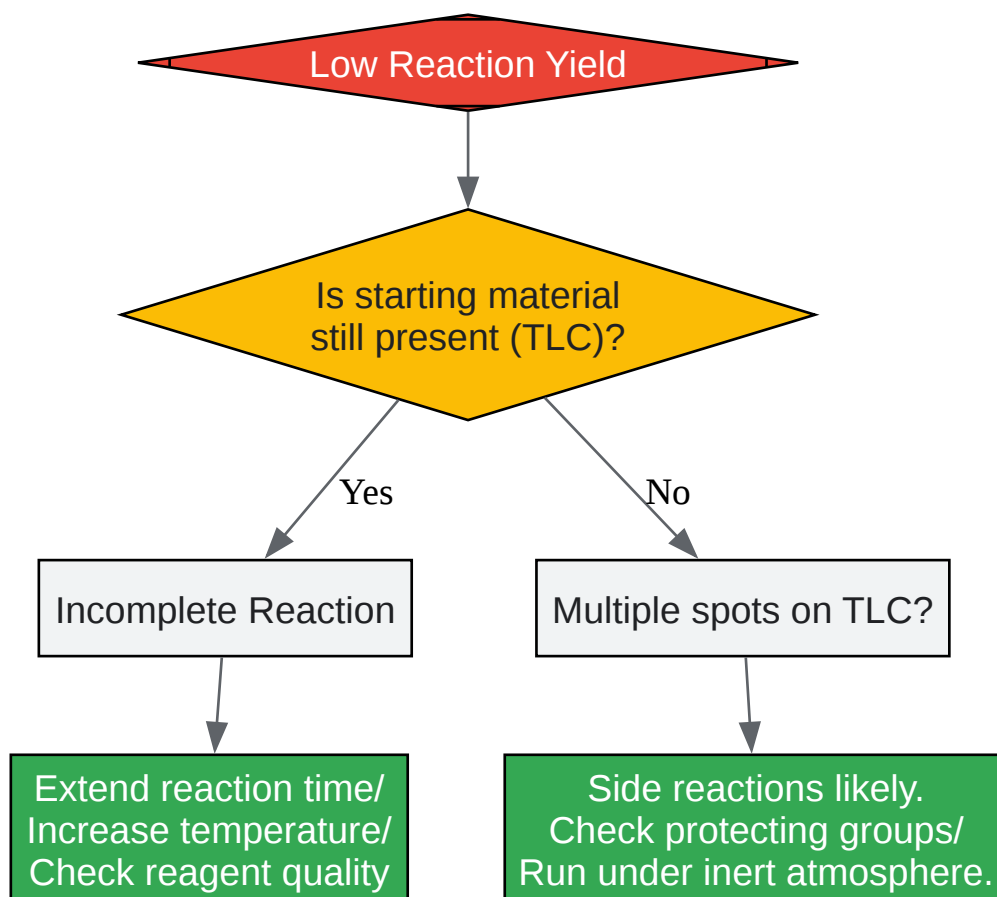 Low Reaction Yield
Is starting material
still present (TLC)?
Yes
No
Incomplete Reaction
Multiple spots on TLC?
Extend reaction time/
Increase temperature/
Check reagent quality
Side reactions likely.
Check protecting groups/
Run under inert atmosphere.